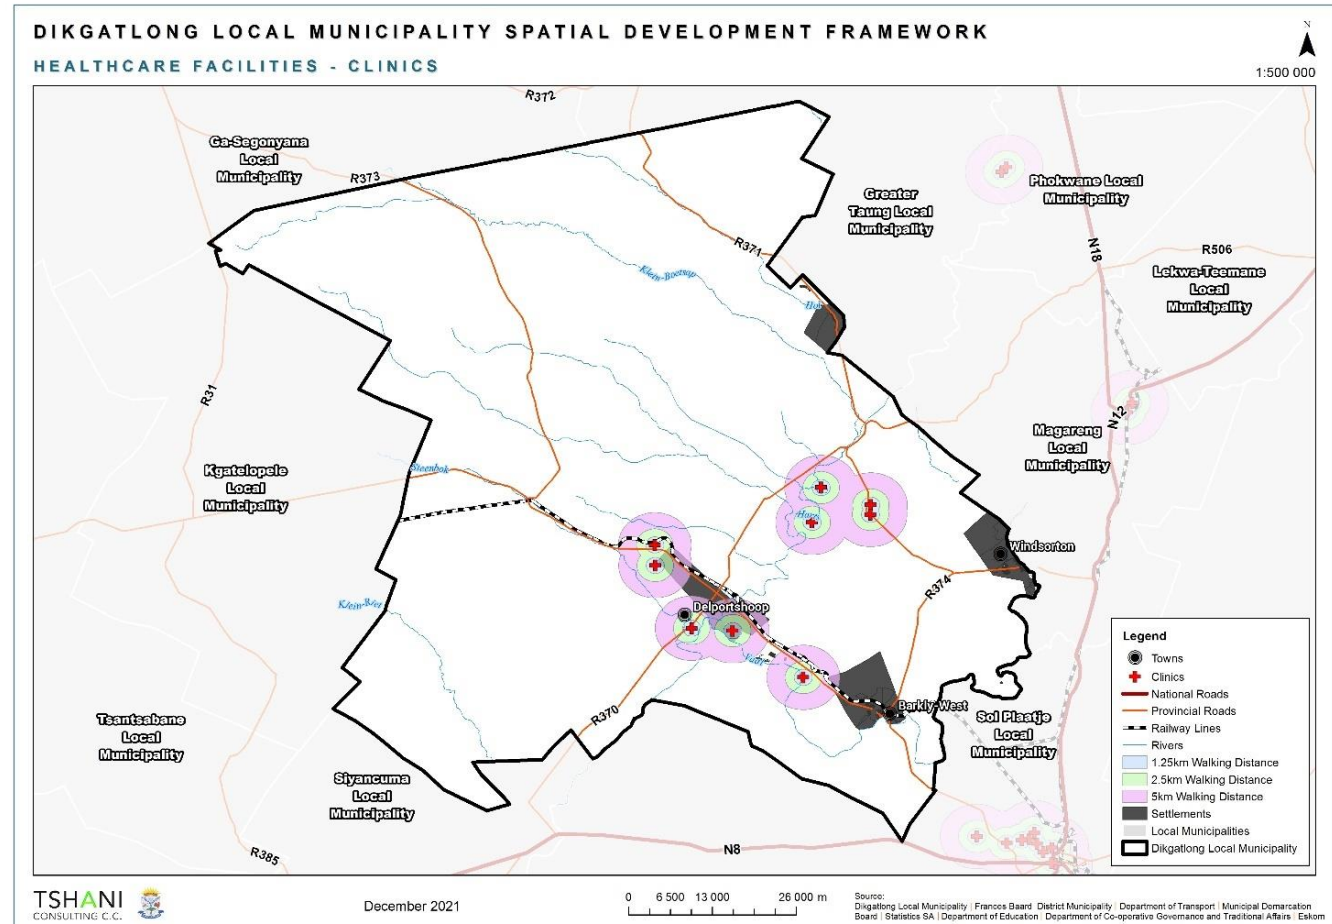 DIKGATLONG LOCAL MUNICIPALITY SPATIAL DEVELOPMENT FRAMEWORK
HEALTHCARE FACILITIES - CLINICS
N
1:500 000
R372
Ga-Segonyana
Local
Municipality
R373
Greater
Taung Local
Municipality
Phokwane Local
Municipality
N18
R506
Lekwa-Teemane
Local
Municipality
R371
Klein-Boetsap
R31
N12
Magareng
Local
Municipality
Kgatelopele
Local
Municipality
Steenbok
Windsorton
R374
Klein-Riet
Delportshoop
Vaal
R370
Barkly-West
Sol Plaatje
Local
Municipality
Tsantsabane
Local
Municipality
Siyancuma
Local
Municipality
R385
N8
Legend
Towns
Clinics
National Roads
Provincial Roads
Railway Lines
Rivers
1.25km Walking Distance
2.5km Walking Distance
5km Walking Distance
Settlements
Local Municipalities
Dikgatlong Local Municipality
TSHANI
CONSULTING C.C.
December 2021
0 6 500 13 000 26 000 m
Source:
Dikgatlong Local Municipality | Frances Baard District Municipality | Department of Transport | Municipal Demarcation
Board | Statistics SA | Department of Education | Department of Co-operative Governance and Traditional Affairs | Eskom